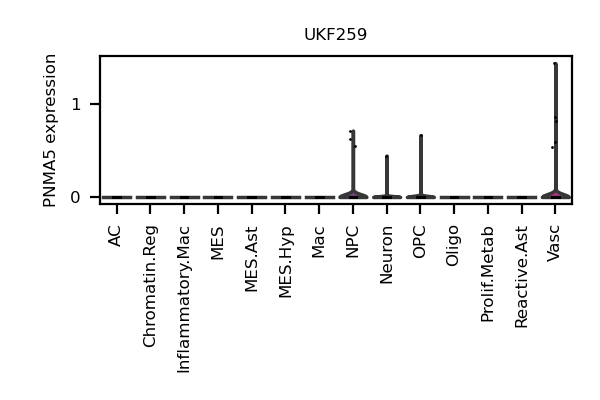 UKF259
PNMA5 expression
1
0
AC
Chromatin.Reg
Inflammatory.Mac
MES
MES.Ast
MES.Hyp
Mac
NPC
Neuron
OPC
Oligo
Prolif.Metab
Reactive.Ast
Vasc